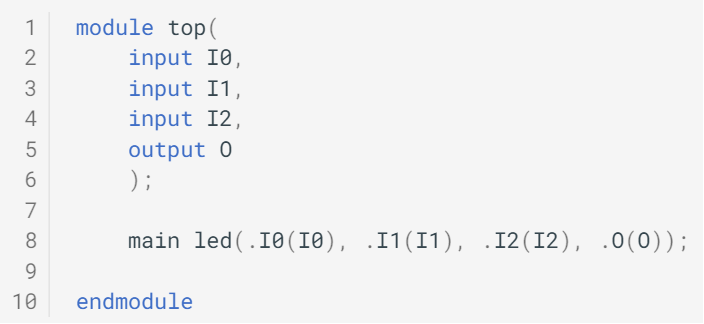 1 module top(
2 input I0,
3 input I1,
4 input I2,
5 output O
6 );
7
8 main led(.I0(I0), .I1(I1), .I2(I2), .O(O));
9
10 endmodule